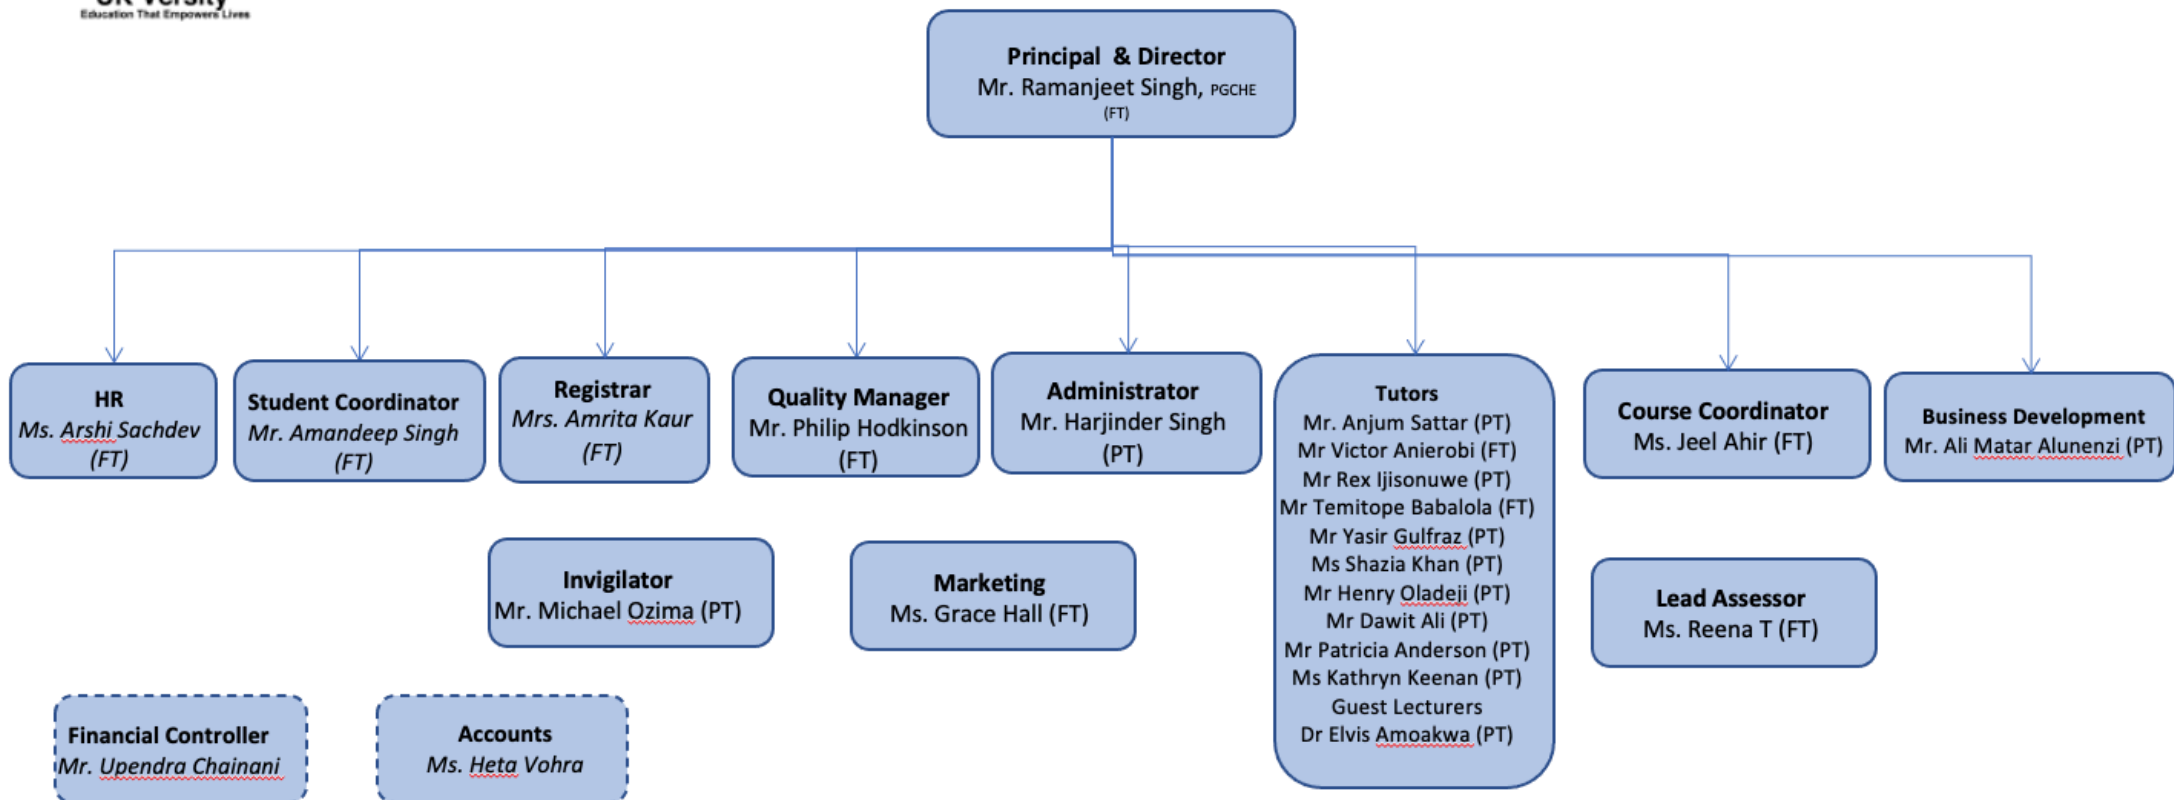 UK Versity
Education That Empowers Lives
Principal & Director
Mr. Ramanjeet Singh, PGCHE
(FT)
HR
Ms. Arshi Sachdev
(FT)
Student Coordinator
Mr. Amandeep Singh
(FT)
Registrar
Mrs. Amrita Kaur
(FT)
Quality Manager
Mr. Philip Hodkinson
(FT)
Administrator
Mr. Harjinder Singh
(PT)
Tutors
Mr. Anjum Sattar (PT)
Mr Victor Anierobi (FT)
Mr Rex Ijisonuwe (PT)
Mr Temitope Babalola (FT)
Mr Yasir Gulfraz (PT)
Ms Shazia Khan (PT)
Mr Henry Oladeji (PT)
Mr Dawit Ali (PT)
Mr Patricia Anderson (PT)
Ms Kathryn Keenan (PT)
Guest Lecturers
Dr Elvis Amoakwa (PT)
Course Coordinator
Ms. Jeel Ahir (FT)
Business Development
Mr. Ali Matar Alunenzi (PT)
Invigilator
Mr. Michael Ozima (PT)
Marketing
Ms. Grace Hall (FT)
Lead Assessor
Ms. Reena T (FT)
Financial Controller
Mr. Upendra Chainani
Accounts
Ms. Heta Vohra